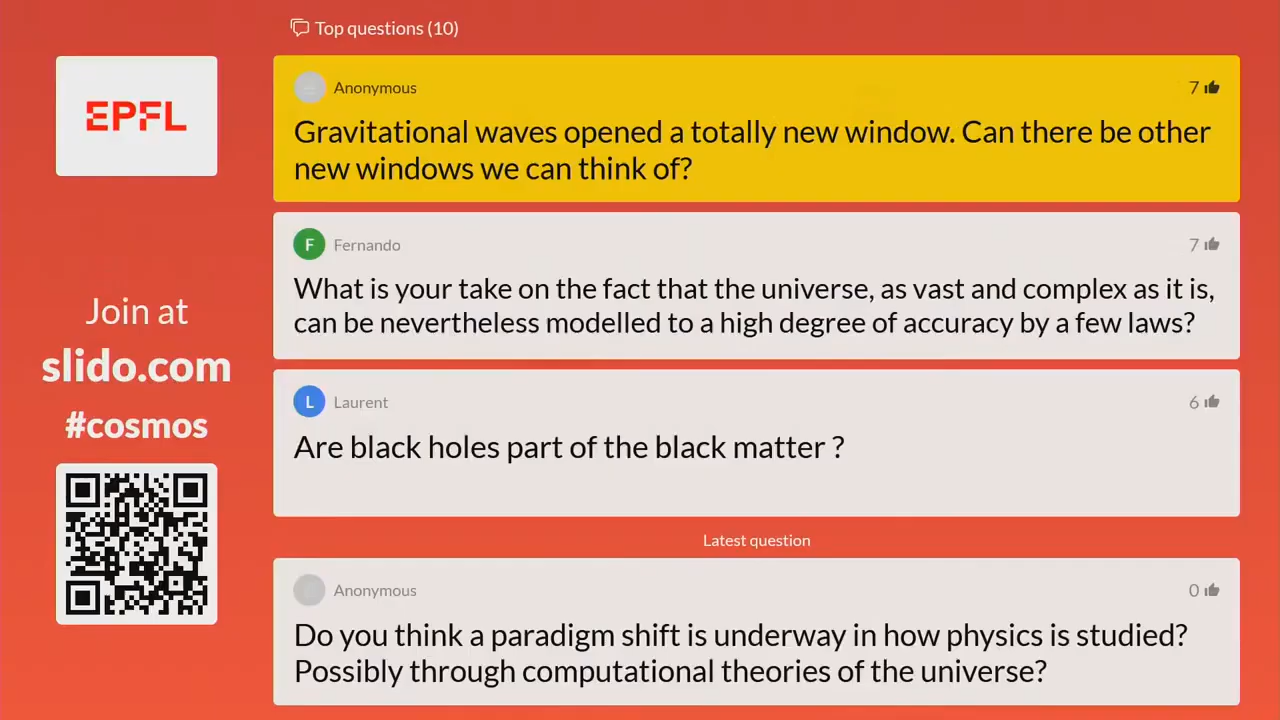 Top questions (10)
EPFL
Anonymous
7
Gravitational waves opened a totally new window. Can there be other
new windows we can think of?
F
Fernando
7
What is your take on the fact that the universe, as vast and complex as it is,
can be nevertheless modelled to a high degree of accuracy by a few laws?
Join at
slido.com
#cosmos
L
Laurent
6
Are black holes part of the black matter ?
Latest question
Anonymous
0
Do you think a paradigm shift is underway in how physics is studied?
Possibly through computational theories of the universe?